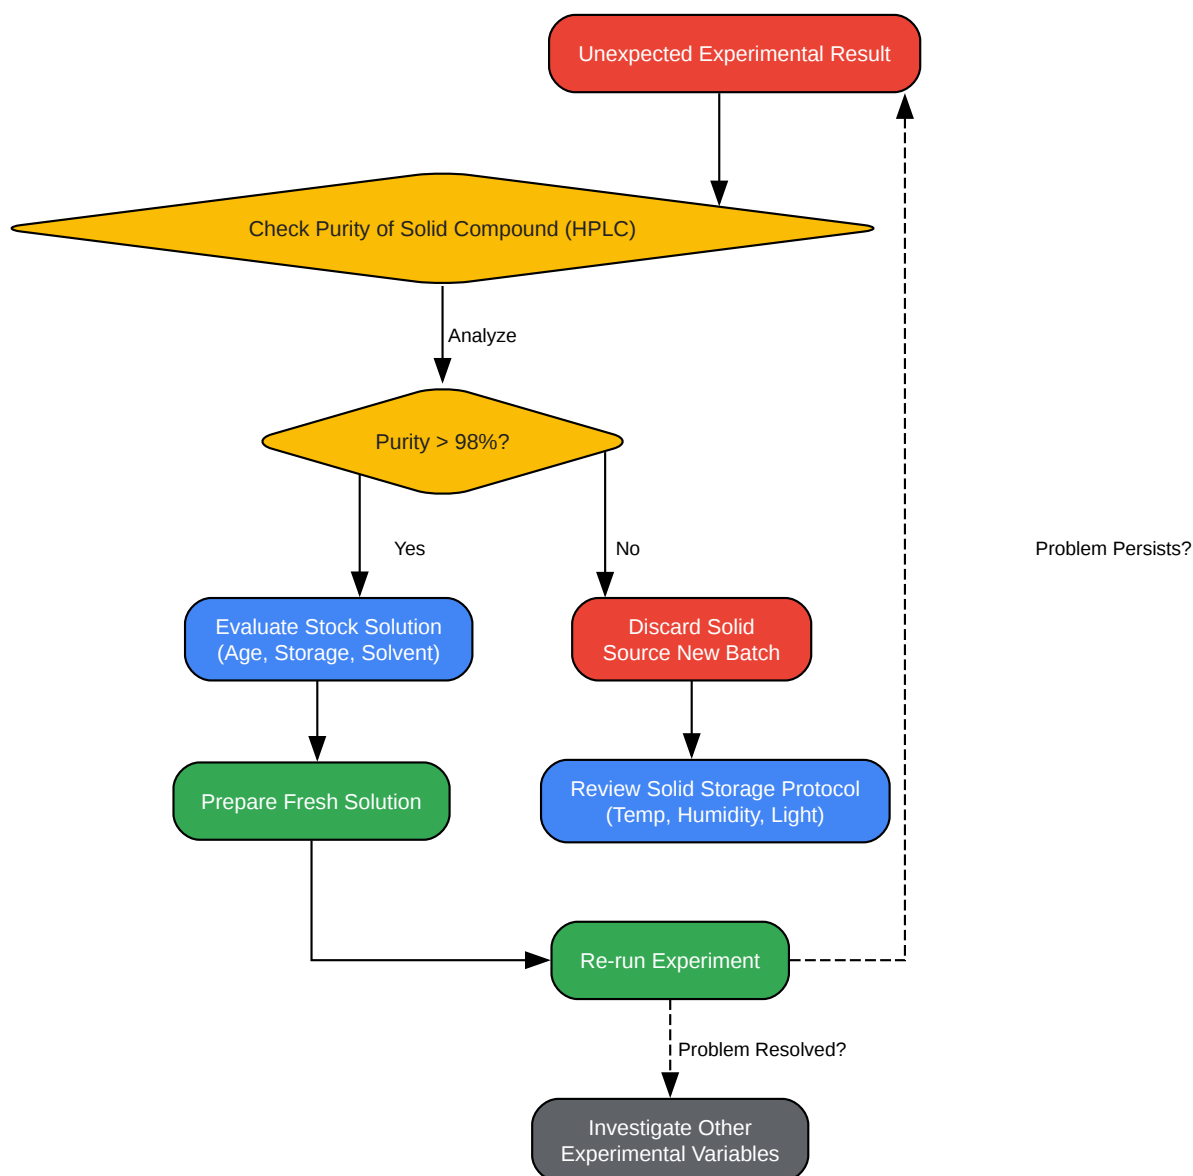 Unexpected Experimental Result
Check Purity of Solid Compound (HPLC)
Analyze
Purity > 98%?
Yes
No
Problem Persists?
Evaluate Stock Solution
(Age, Storage, Solvent)
Discard Solid
Source New Batch
Prepare Fresh Solution
Review Solid Storage Protocol
(Temp, Humidity, Light)
Re-run Experiment
Problem Resolved?
Investigate Other
Experimental Variables